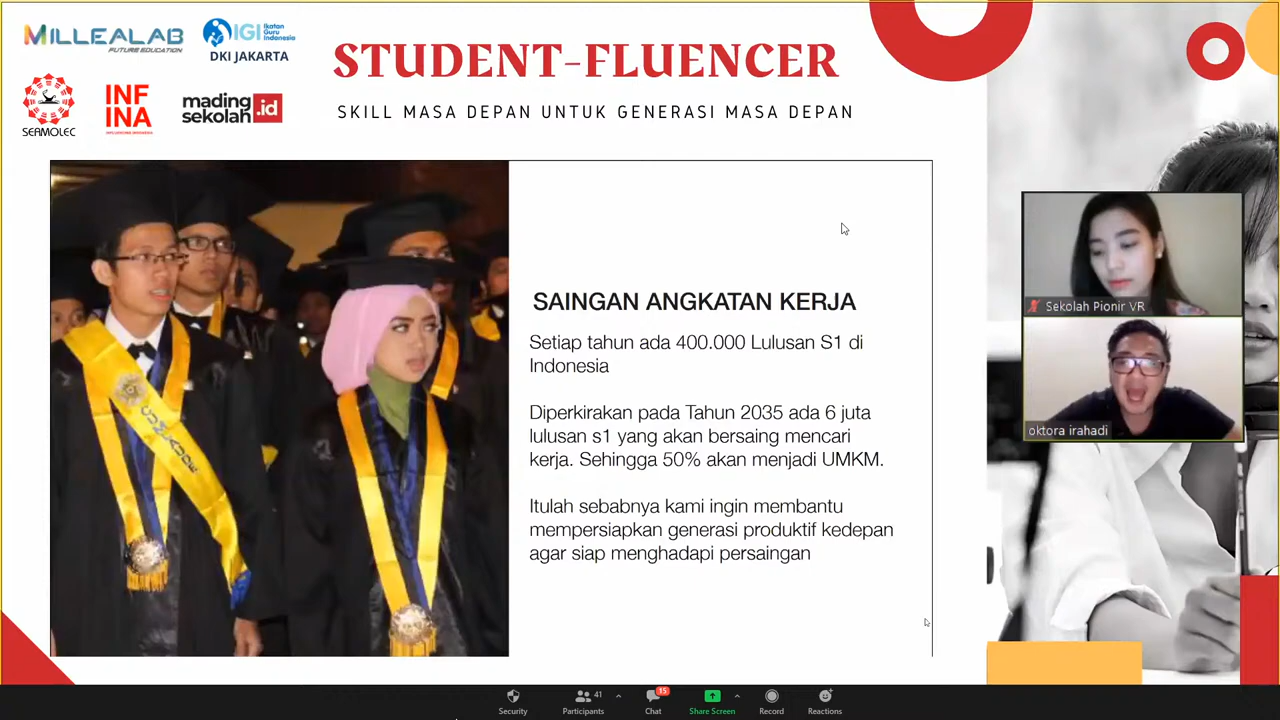 MILLEALAB
FUTURE EDUCATION
IGI Ikatan Guru Indonesia
DKI JAKARTA
SEAMOLEC
INF
INA
mading
sekolah .id
STUDENT-FLUENCER
SKILL MASA DEPAN UNTUK GENERASI MASA DEPAN
SAINGAN ANGKATAN KERJA
Setiap tahun ada 400.000 Lulusan S1 di
Indonesia
Diperkirakan pada Tahun 2035 ada 6 juta
lulusan s1 yang akan bersaing mencari
kerja. Sehingga 50% akan menjadi UMKM.
Itulah sebabnya kami ingin membantu
mempersiapkan generasi produktif kedepan
agar siap menghadapi persaingan
Sekolah Pionir VR
oktora irahadi
Security
Participants 41
Chat 15
Share Screen
Record
Reactions